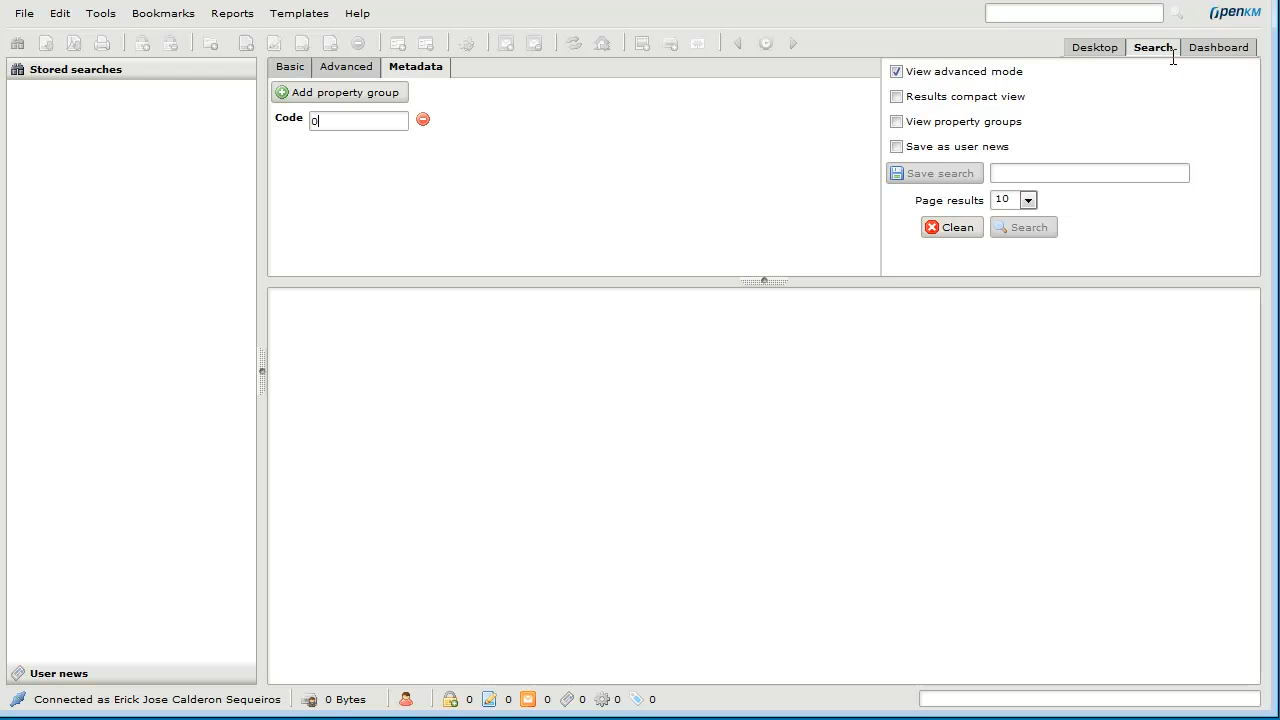 File Edit Tools Bookmarks Reports Templates Help
OPENKM
Desktop Search Dashboard
Stored searches
Basic Advanced Metadata
View advanced mode
Add property group
Results compact view
Code 0
View property groups
Save as user news
Save search
Page results 10
Clean Search
User news
Connected as Erick Jose Calderon Sequeiros 0 Bytes 0 0 0 0 0 0